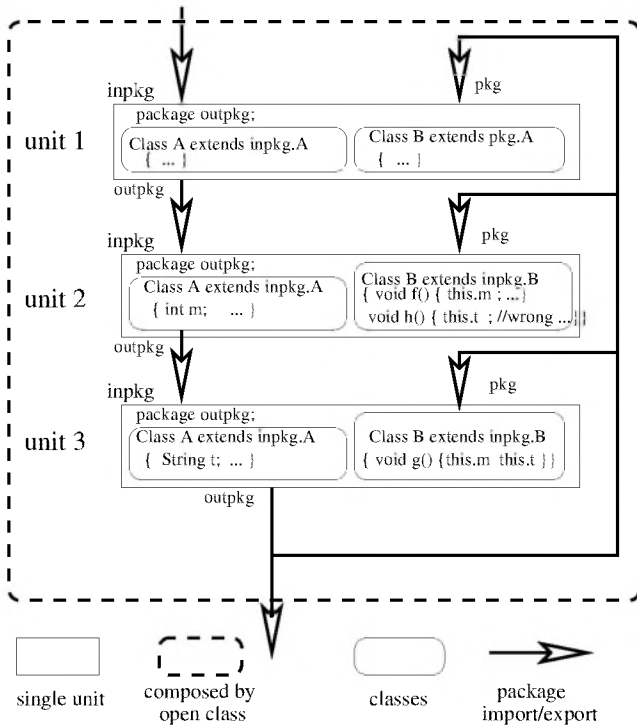 inpkg
pkg
unit 1
package outpkg;
Class A extends inpkg.A
{ ... }
Class B extends pkg.A
{ ... }
outpkg
inpkg
pkg
unit 2
package outpkg;
Class A extends inpkg.A
{ int m; ... }
Class B extends inpkg.B
{ void f() { this.m ; ...}
void h() { this.t ; //wrong ...}}
outpkg
inpkg
pkg
unit 3
package outpkg;
Class A extends inpkg.A
{ String t; ... }
Class B extends inpkg.B
{ void g() {this.m this.t }}
outpkg
single unit
composed by
open class
classes
package
import/export